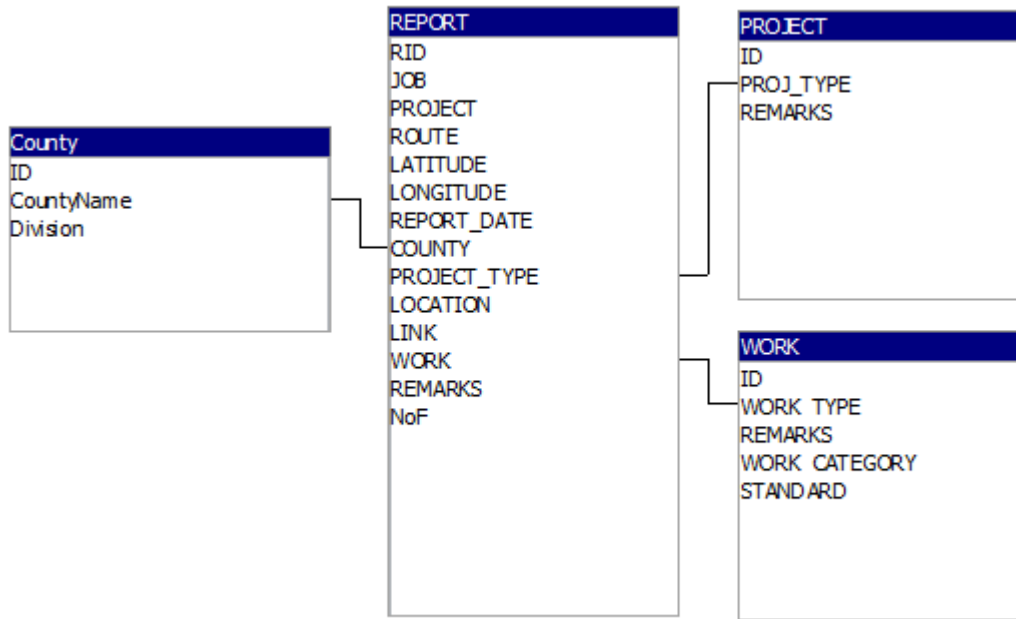 County
ID
CountyName
Division
REPORT
RID
JOB
PROJECT
ROUTE
LATITUDE
LONGITUDE
REPORT_DATE
COUNTY
PROJECT_TYPE
LOCATION
LINK
WORK
REMARKS
NoF
PROJECT
ID
PROJ_TYPE
REMARKS
WORK
ID
WORK TYPE
REMARKS
WORK CATEGORY
STANDARD